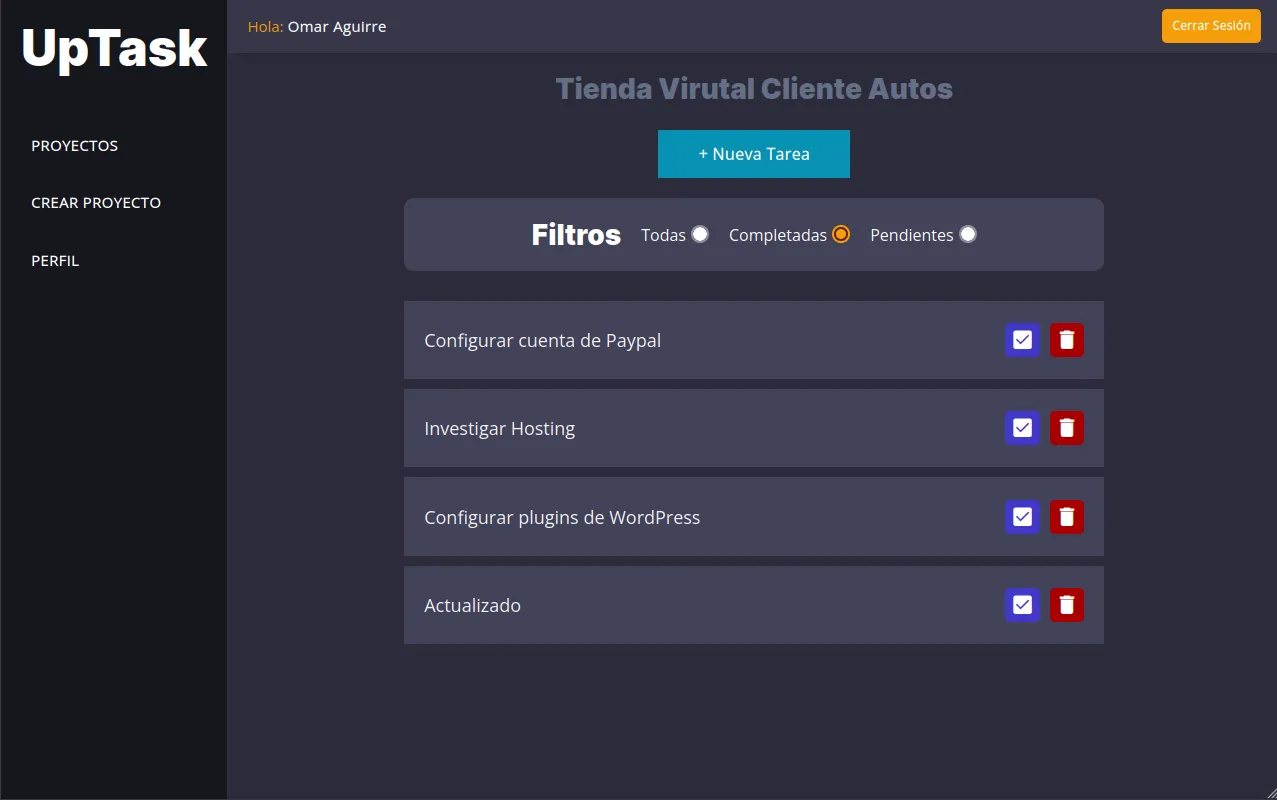 UpTask
Hola: Omar Aguirre
Cerrar Sesión
PROYECTOS
CREAR PROYECTO
PERFIL
Tienda Virutal Cliente Autos
+ Nueva Tarea
Filtros Todas Completadas Pendientes
Configurar cuenta de Paypal
Investigar Hosting
Configurar plugins de WordPress
Actualizado